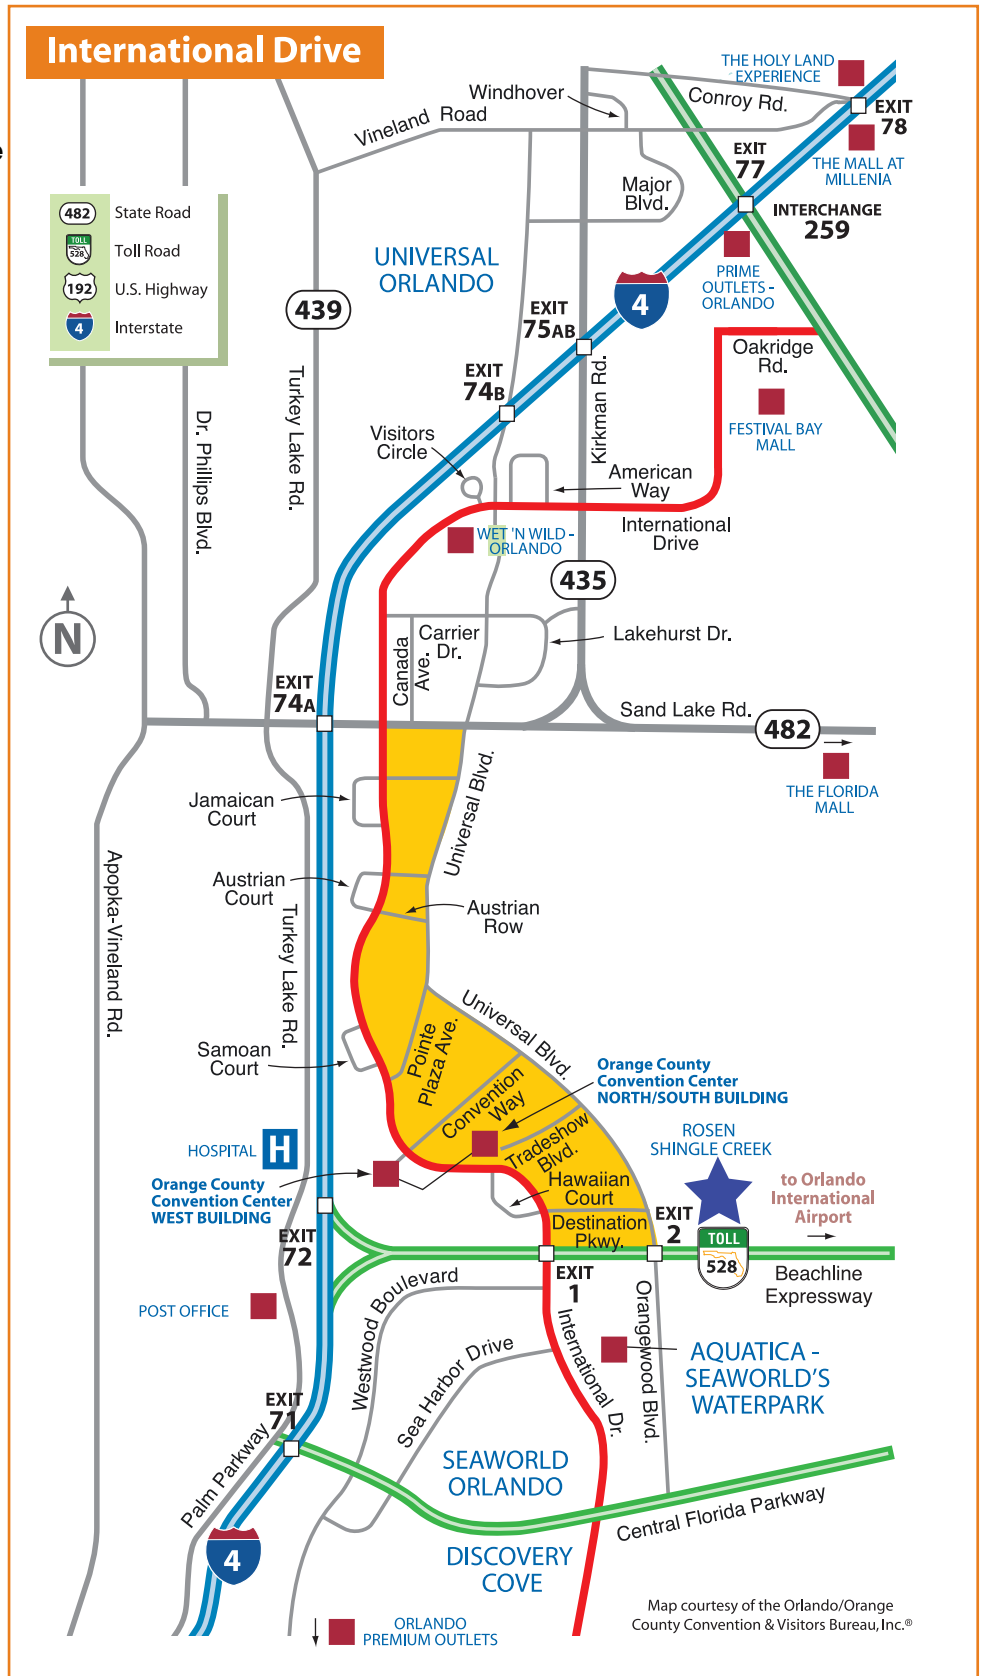 International Drive
e
THE HOLY LAND
EXPERIENCE
Windhover
Conroy Rd.
EXIT
78
Vineland Road
EXIT
77
THE MALL AT
MILLENIA
482
State Road
TOLL
528
Toll Road
192
U.S. Highway
4
Interstate
Major
Blvd.
INTERCHANGE
259
UNIVERSAL
ORLANDO
PRIME
OUTLETS -
ORLANDO
4
439
EXIT
75AB
Oakridge
Rd.
EXIT
74B
Turkey Lake Rd.
Dr. Phillips Blvd.
Kirkman Rd.
FESTIVAL BAY
MALL
Visitors
Circle
American
Way
International
Drive
WET 'N WILD -
ORLANDO
435
N
Canada
Ave.
Carrier
Dr.
Lakehurst Dr.
EXIT
74A
Sand Lake Rd.
482
THE FLORIDA
MALL
Jamaican
Court
Universal Blvd.
Austrian
Court
Austrian
Row
Apopka-Vineland Rd.
Turkey Lake Rd.
Universal Blvd.
Samoan
Court
Pointe
Plaza Ave.
Convention
Way
Orange County
Convention Center
NORTH/SOUTH BUILDING
Tradeshow
Blvd.
ROSEN
SHINGLE CREEK
HOSPITAL
H
Orange County
Convention Center
WEST BUILDING
Hawaiian
Court
to Orlando
International
Airport
Destination
Pkwy.
EXIT
2
TOLL
528
EXIT
72
EXIT
1
Beachline
Expressway
POST OFFICE
Westwood Boulevard
International Dr.
Orangewood Blvd.
Sea Harbor Drive
AQUATICA -
SEAWORLD'S
WATERPARK
EXIT
71
Palm Parkway
SEAWORLD
ORLANDO
Central Florida Parkway
4
DISCOVERY
COVE
ORLANDO
PREMIUM OUTLETS
Map courtesy of the Orlando/Orange
County Convention & Visitors Bureau, Inc.®